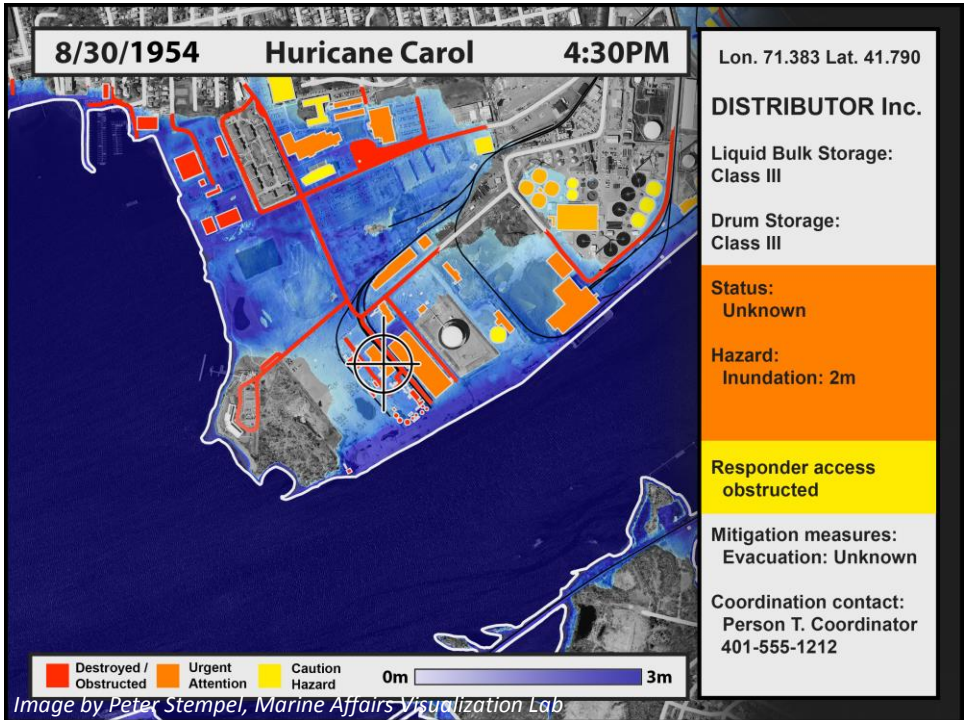 8/30/1954 Huricane Carol 4:30PM
Lon. 71.383 Lat. 41.790
DISTRIBUTOR Inc.
Liquid Bulk Storage:
Class III
Drum Storage:
Class III
Status:
Unknown
Hazard:
Inundation: 2m
Responder access
obstructed
Mitigation measures:
Evacuation: Unknown
Coordination contact:
Person T. Coordinator
401-555-1212
Destroyed /
Obstructed
Urgent
Attention
Caution
Hazard
0m 3m
Image by Peter Stempel, Marine Affairs Visualization Lab